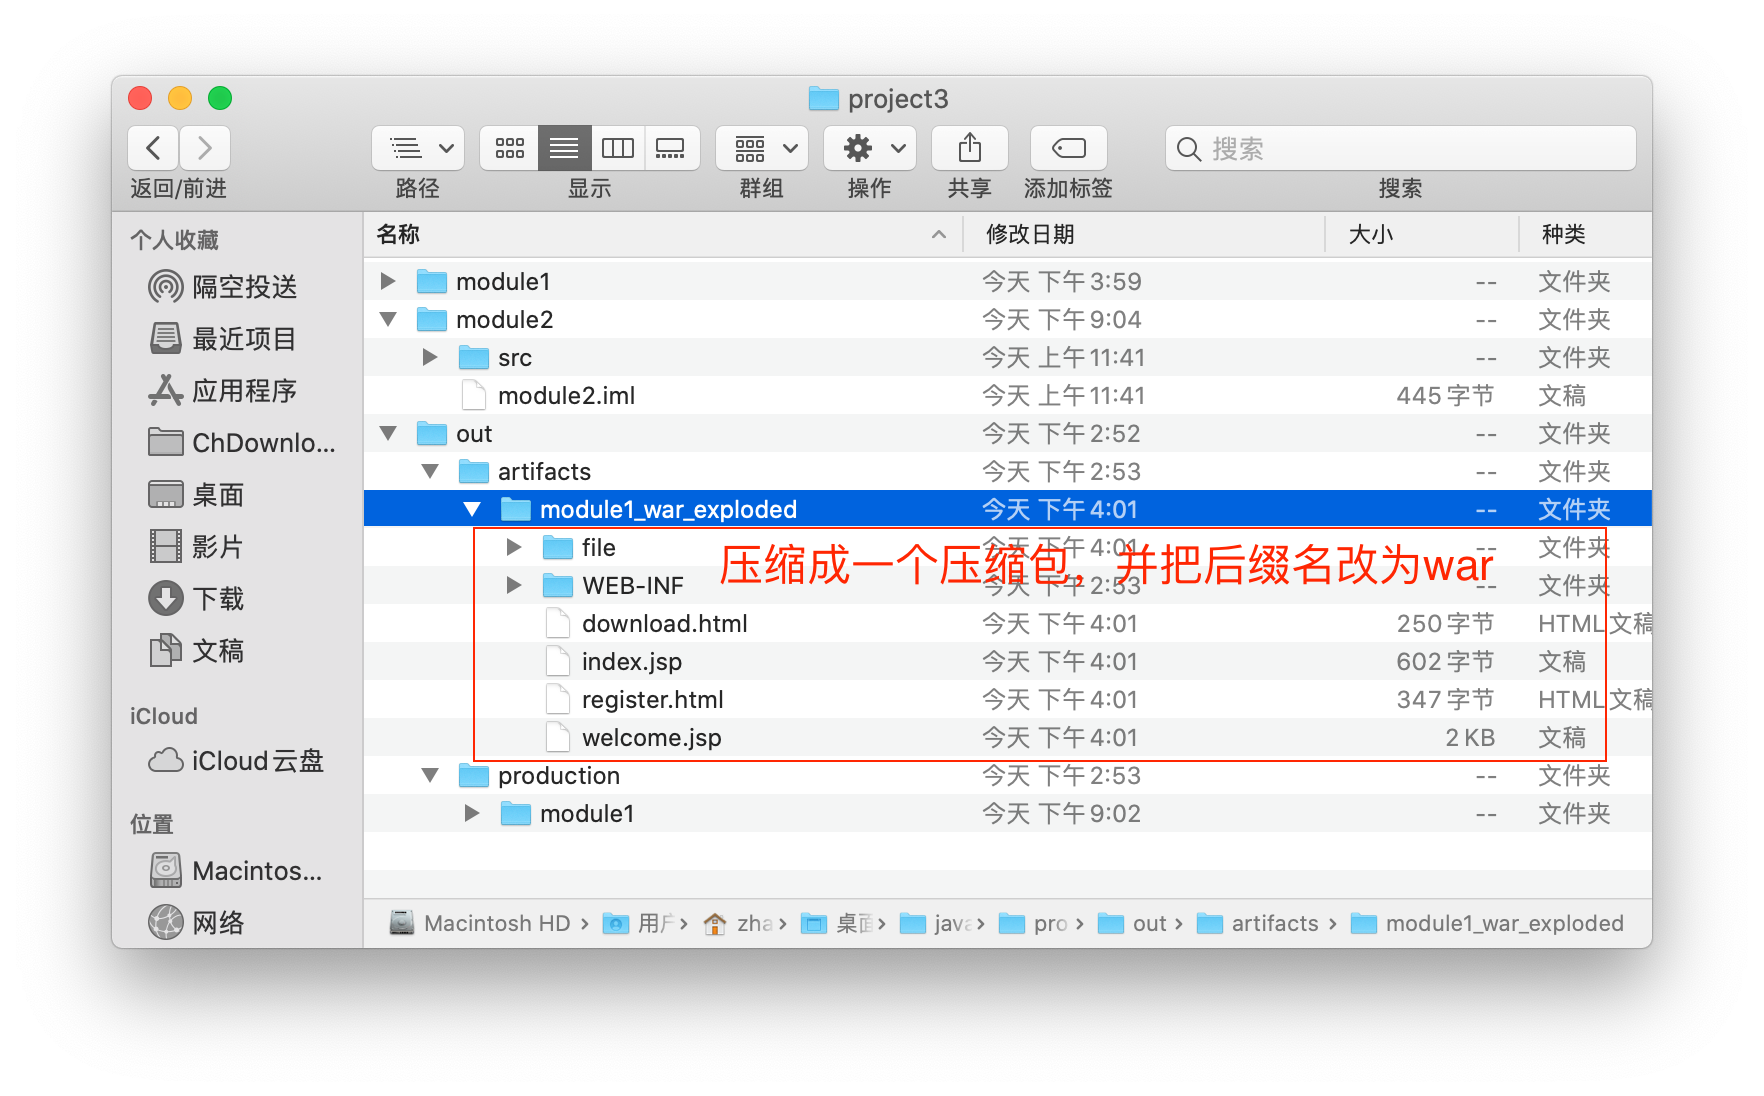 project3
返回/前进
路径
显示
群组
操作
共享
添加标签
搜索
搜索
个人收藏
隔空投送
最近项目
应用程序
ChDownlo...
桌面
影片
下载
文稿
iCloud
iCloud云盘
位置
Macintos...
网络
名称 修改日期 大小 种类
module1 今天 下午3:59 -- 文件夹
module2 今天 下午9:04 -- 文件夹
src 今天 上午11:41 -- 文件夹
module2.iml 今天 上午11:41 445 字节 文稿
out 今天 下午2:52 -- 文件夹
artifacts 今天 下午2:53 -- 文件夹
module1_war_exploded 今天 下午4:01 -- 文件夹
压缩成一个压缩包，并把后缀名改为war
file 今天 下午4:01 -- 文件夹
WEB-INF 今天 下午2:53 -- 文件夹
download.html 今天 下午4:01 250 字节 HTML文稿
index.jsp 今天 下午4:01 602 字节 文稿
register.html 今天 下午4:01 347 字节 HTML文稿
welcome.jsp 今天 下午4:01 2 KB 文稿
production 今天 下午2:53 -- 文件夹
module1 今天 下午9:02 -- 文件夹
Macintosh HD › 用户 › zha › 桌面 › java › pro › out › artifacts › module1_war_exploded